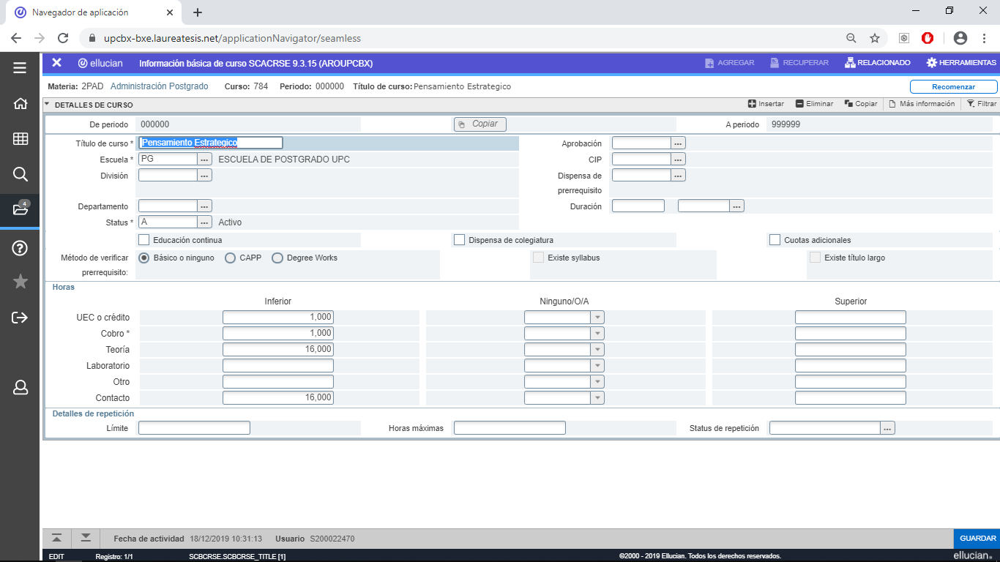 Navegador de aplicación
upcbx-bxe.laureatesis.net/applicationNavigator/seamless
ellucian Información básica de curso SCACRSE 9.3.15 (AROUPCBX) AGREGAR RECUPERAR RELACIONADO HERRAMIENTAS
Materia: 2PAD Administración Postgrado Curso: 784 Periodo: 000000 Título de curso: Pensamiento Estrategico Recomenzar
DETALLES DE CURSO Insertar Eliminar Copiar Más información Filtrar
De periodo 000000 Copiar A periodo 999999
Título de curso * Pensamiento Estrategico Aprobación ...
Escuela * PG ... ESCUELA DE POSTGRADO UPC CIP ...
División ... Dispensa de prerrequisito ...
Departamento ... Duración ...
Status * A ... Activo
Educación continua Dispensa de colegiatura Cuotas adicionales
Método de verificar prerrequisito: Básico o ninguno CAPP Degree Works Existe syllabus Existe título largo
Horas
Inferior Ninguno/O/A Superior
UEC o crédito 1,000
Cobro * 1,000
Teoría 16,000
Laboratorio
Otro
Contacto 16,000
Detalles de repetición
Límite Horas máximas Status de repetición ...
4
Fecha de actividad 18/12/2019 10:31:13 Usuario S200022470 GUARDAR
EDIT Registro: 1/1 SCBCRSE.SCBCRSE_TITLE [1] ©2000 - 2019 Ellucian. Todos los derechos reservados. ellucian.